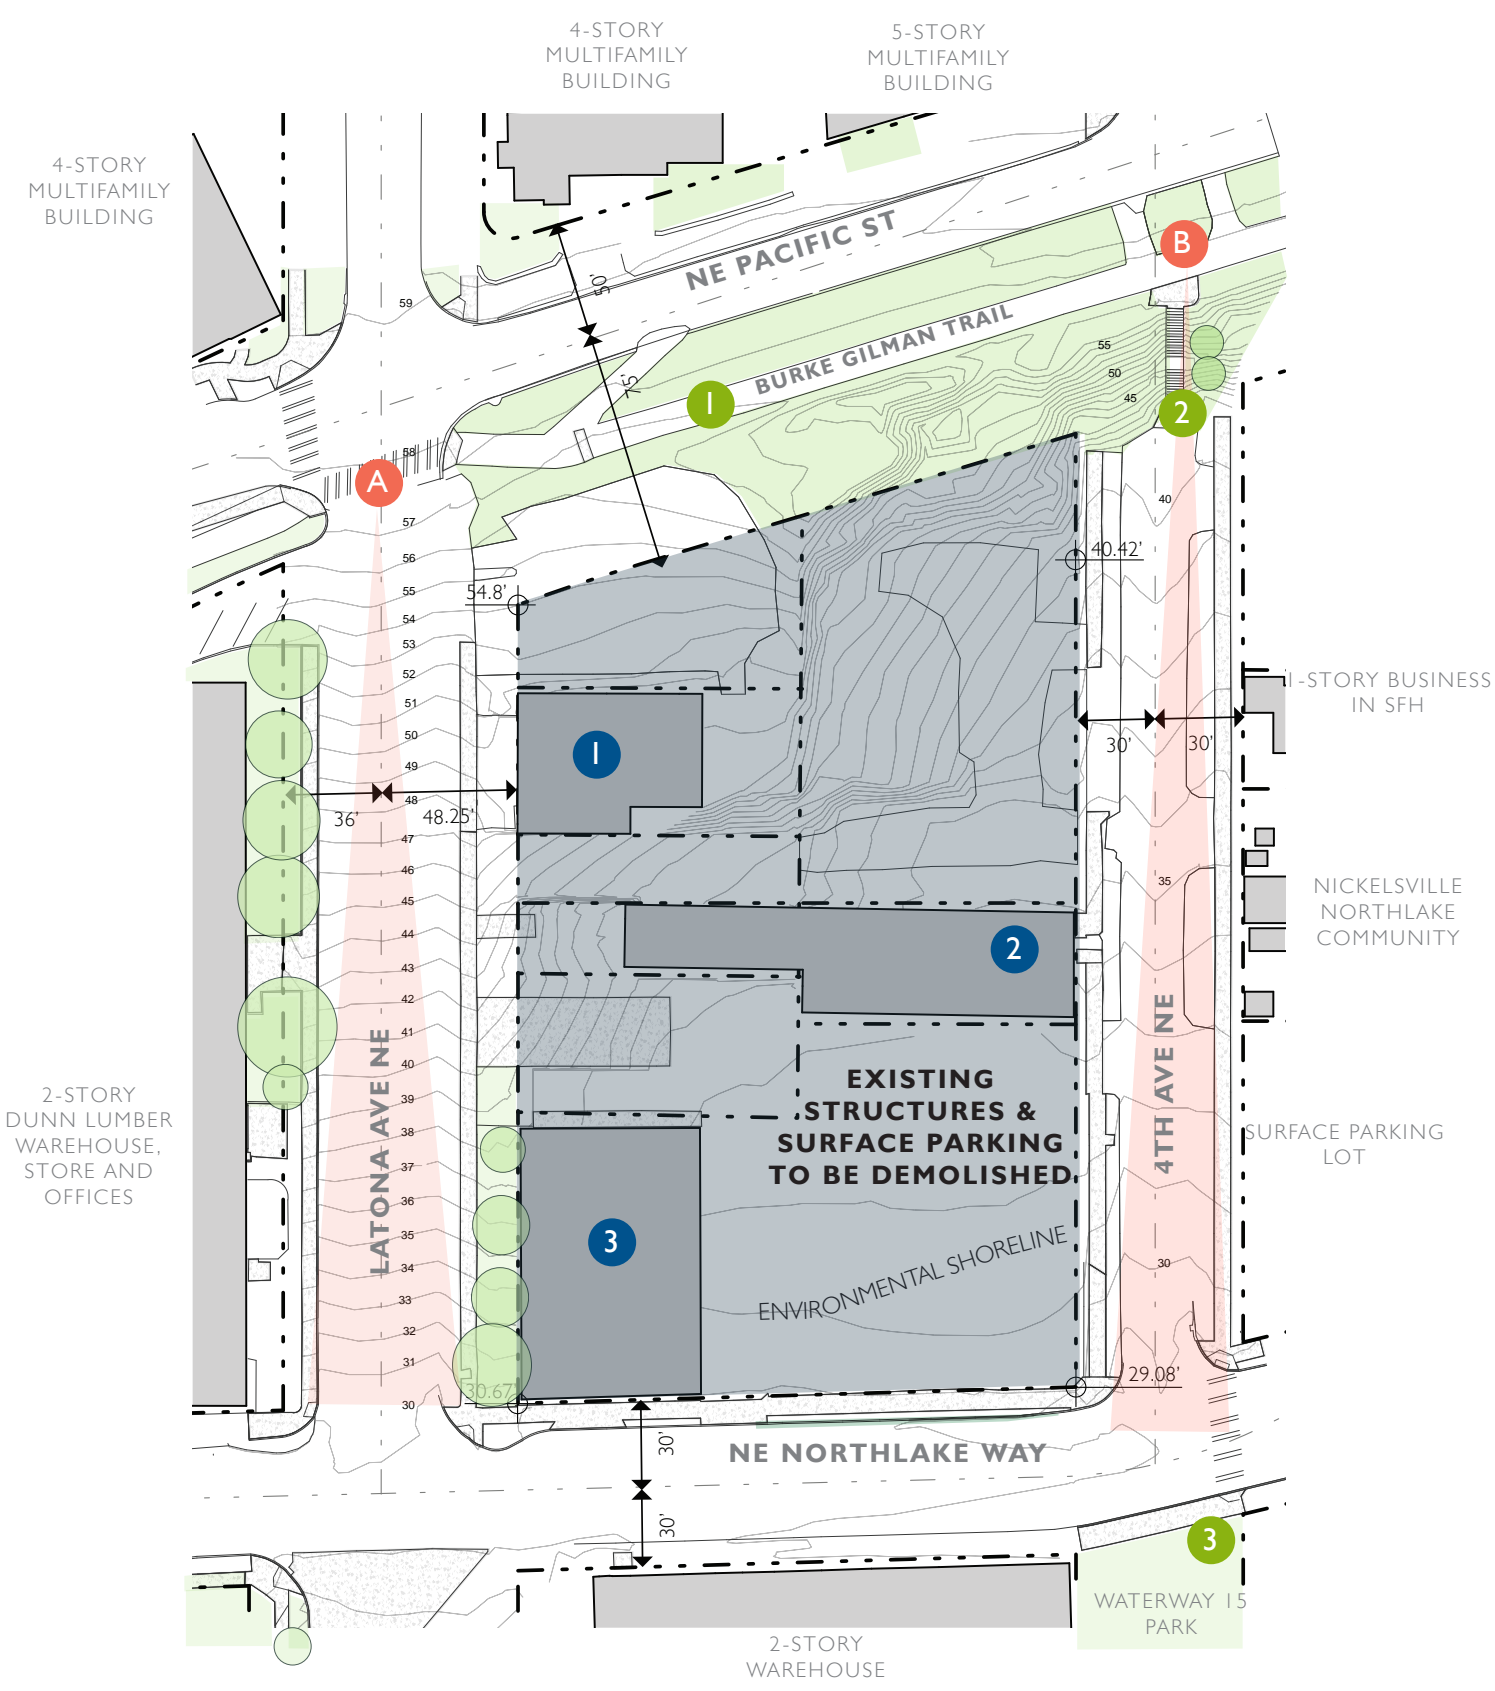 4-STORY
MULTIFAMILY
BUILDING
5-STORY
MULTIFAMILY
BUILDING
4-STORY
MULTIFAMILY
BUILDING
NE PACIFIC ST
B
50'
59
BURKE GILMAN TRAIL
75'
1
55
50
45
2
58
A
57
56
55
54
53
52
51
50
49
48
47
46
45
44
43
42
41
40
39
38
37
36
35
34
33
32
31
30
40
40.42'
54.8'
1-STORY BUSINESS
IN SFH
30'
30'
1
36'
48.25'
35
NICKELSVILLE
NORTHLAKE
COMMUNITY
2
LATONA AVE NE
4TH AVE NE
EXISTING
STRUCTURES &
SURFACE PARKING
TO BE DEMOLISHED
2-STORY
DUNN LUMBER
WAREHOUSE,
STORE AND
OFFICES
SURFACE PARKING
LOT
3
ENVIRONMENTAL SHORELINE
30
29.08'
30.67'
NE NORTHLAKE WAY
30'
30'
3
WATERWAY 15
PARK
2-STORY
WAREHOUSE